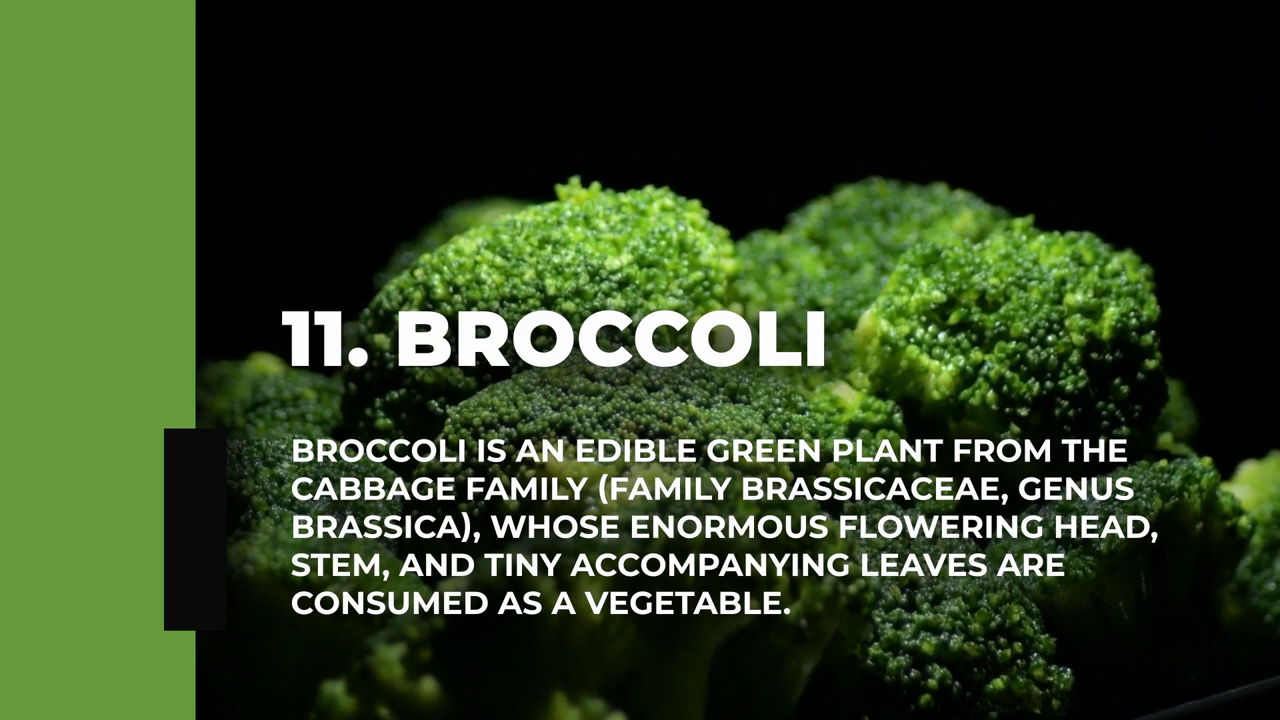 11. BROCCOLI
BROCCOLI IS AN EDIBLE GREEN PLANT FROM THE
CABBAGE FAMILY (FAMILY BRASSICACEAE, GENUS
BRASSICA), WHOSE ENORMOUS FLOWERING HEAD,
STEM, AND TINY ACCOMPANYING LEAVES ARE
CONSUMED AS A VEGETABLE.